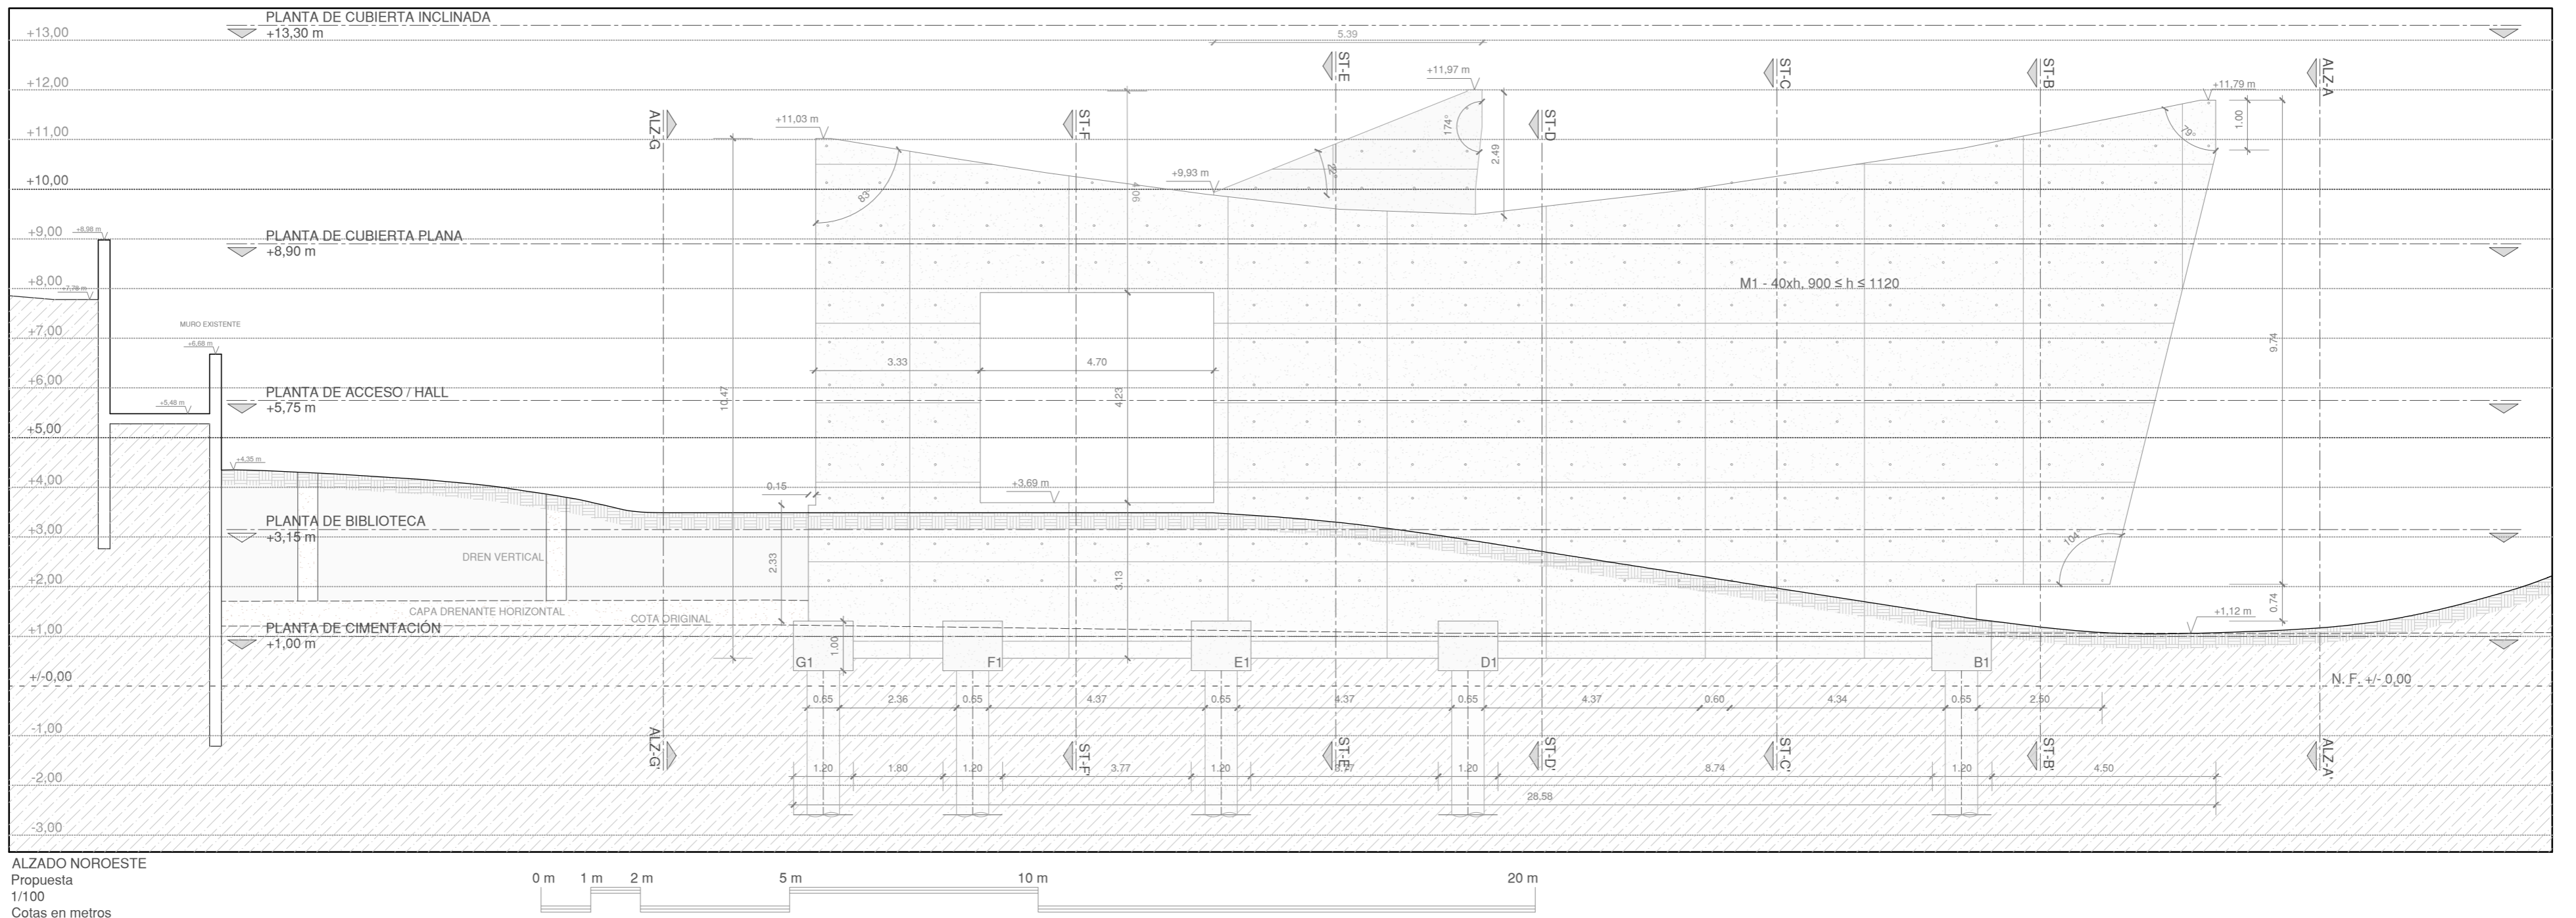 PLANTA DE CUBIERTA INCLINADA
+13,30 m
+13,00
5.39
+12,00
ST-E
+11,97 m
ST-C
ST-B
ALZ-A
+11,79 m
+11,00
ALZ-G
+11,03 m
ST-F
174°
ST-D
2.49
79°
1.00
+10,00
83°
4.06
+9,93 m
22°
+9,00
+8,98 m
PLANTA DE CUBIERTA PLANA
+8,90 m
+8,00
+7,78 m
M1 - 40xh, 900 ≤ h ≤ 1120
+7,00
MURO EXISTENTE
+6,68 m
3.33
4.70
9.74
+6,00
PLANTA DE ACCESO / HALL
+5,75 m
+5,48 m
10.47
4.23
+5,00
+4,35 m
+4,00
0.15
+3,69 m
PLANTA DE BIBLIOTECA
+3,15 m
+3,00
DREN VERTICAL
2.33
3.13
104°
+2,00
CAPA DRENANTE HORIZONTAL
COTA ORIGINAL
+1,12 m
0.74
+1,00
PLANTA DE CIMENTACIÓN
+1,00 m
1.00
G1
F1
E1
D1
B1
+/-0,00
N. F. +/- 0,00
0.65
2.36
0.65
4.37
0.65
4.37
0.65
4.37
0.60
4.34
0.65
2.50
-1,00
ALZ-G'
ST-F'
ST-E'
ST-D'
ST-C'
ST-B'
ALZ-A'
-2,00
1.20
1.80
1.20
3.77
1.20
3.77
1.20
8.74
1.20
4.50
28,58
-3,00
ALZADO NOROESTE
Propuesta
1/100
Cotas en metros
0 m
1 m
2 m
5 m
10 m
20 m